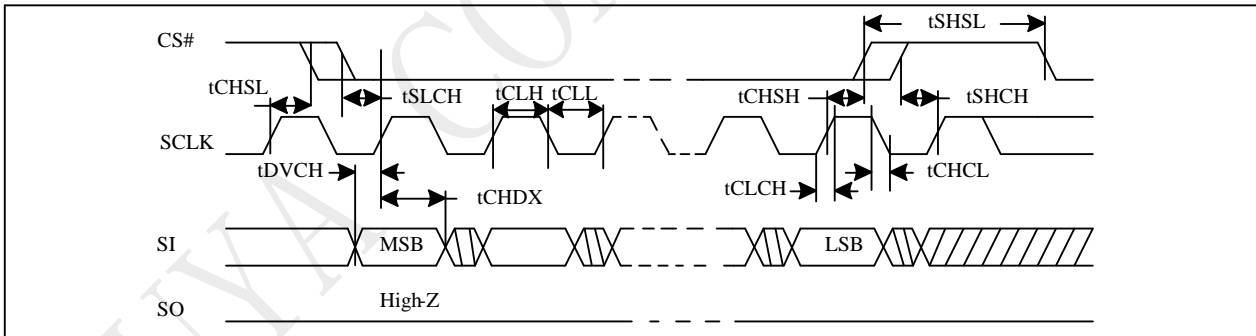 tSHSL
CS#
tCHSL
tSLCH
tCLH
tCLL
tCHSH
tSHCH
SCLK
tDVCH
tCHDX
tCLCH
tCHCL
SI
MSB
LSB
SO
High-Z